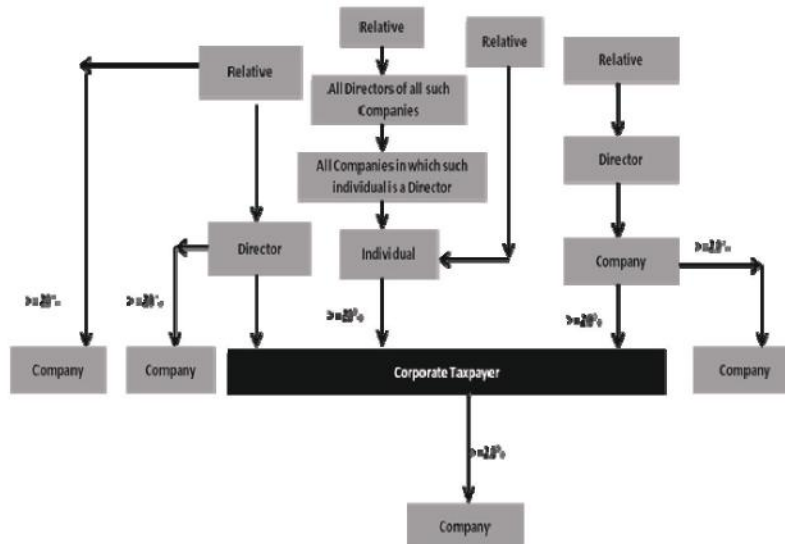 Relative
Relative
Relative
Relative
All Directors of all such
Companies
All Companies in which such
individual is a Director
Director
Director
Individual
Company
Company
Company
Corporate Taxpayer
Company
Company